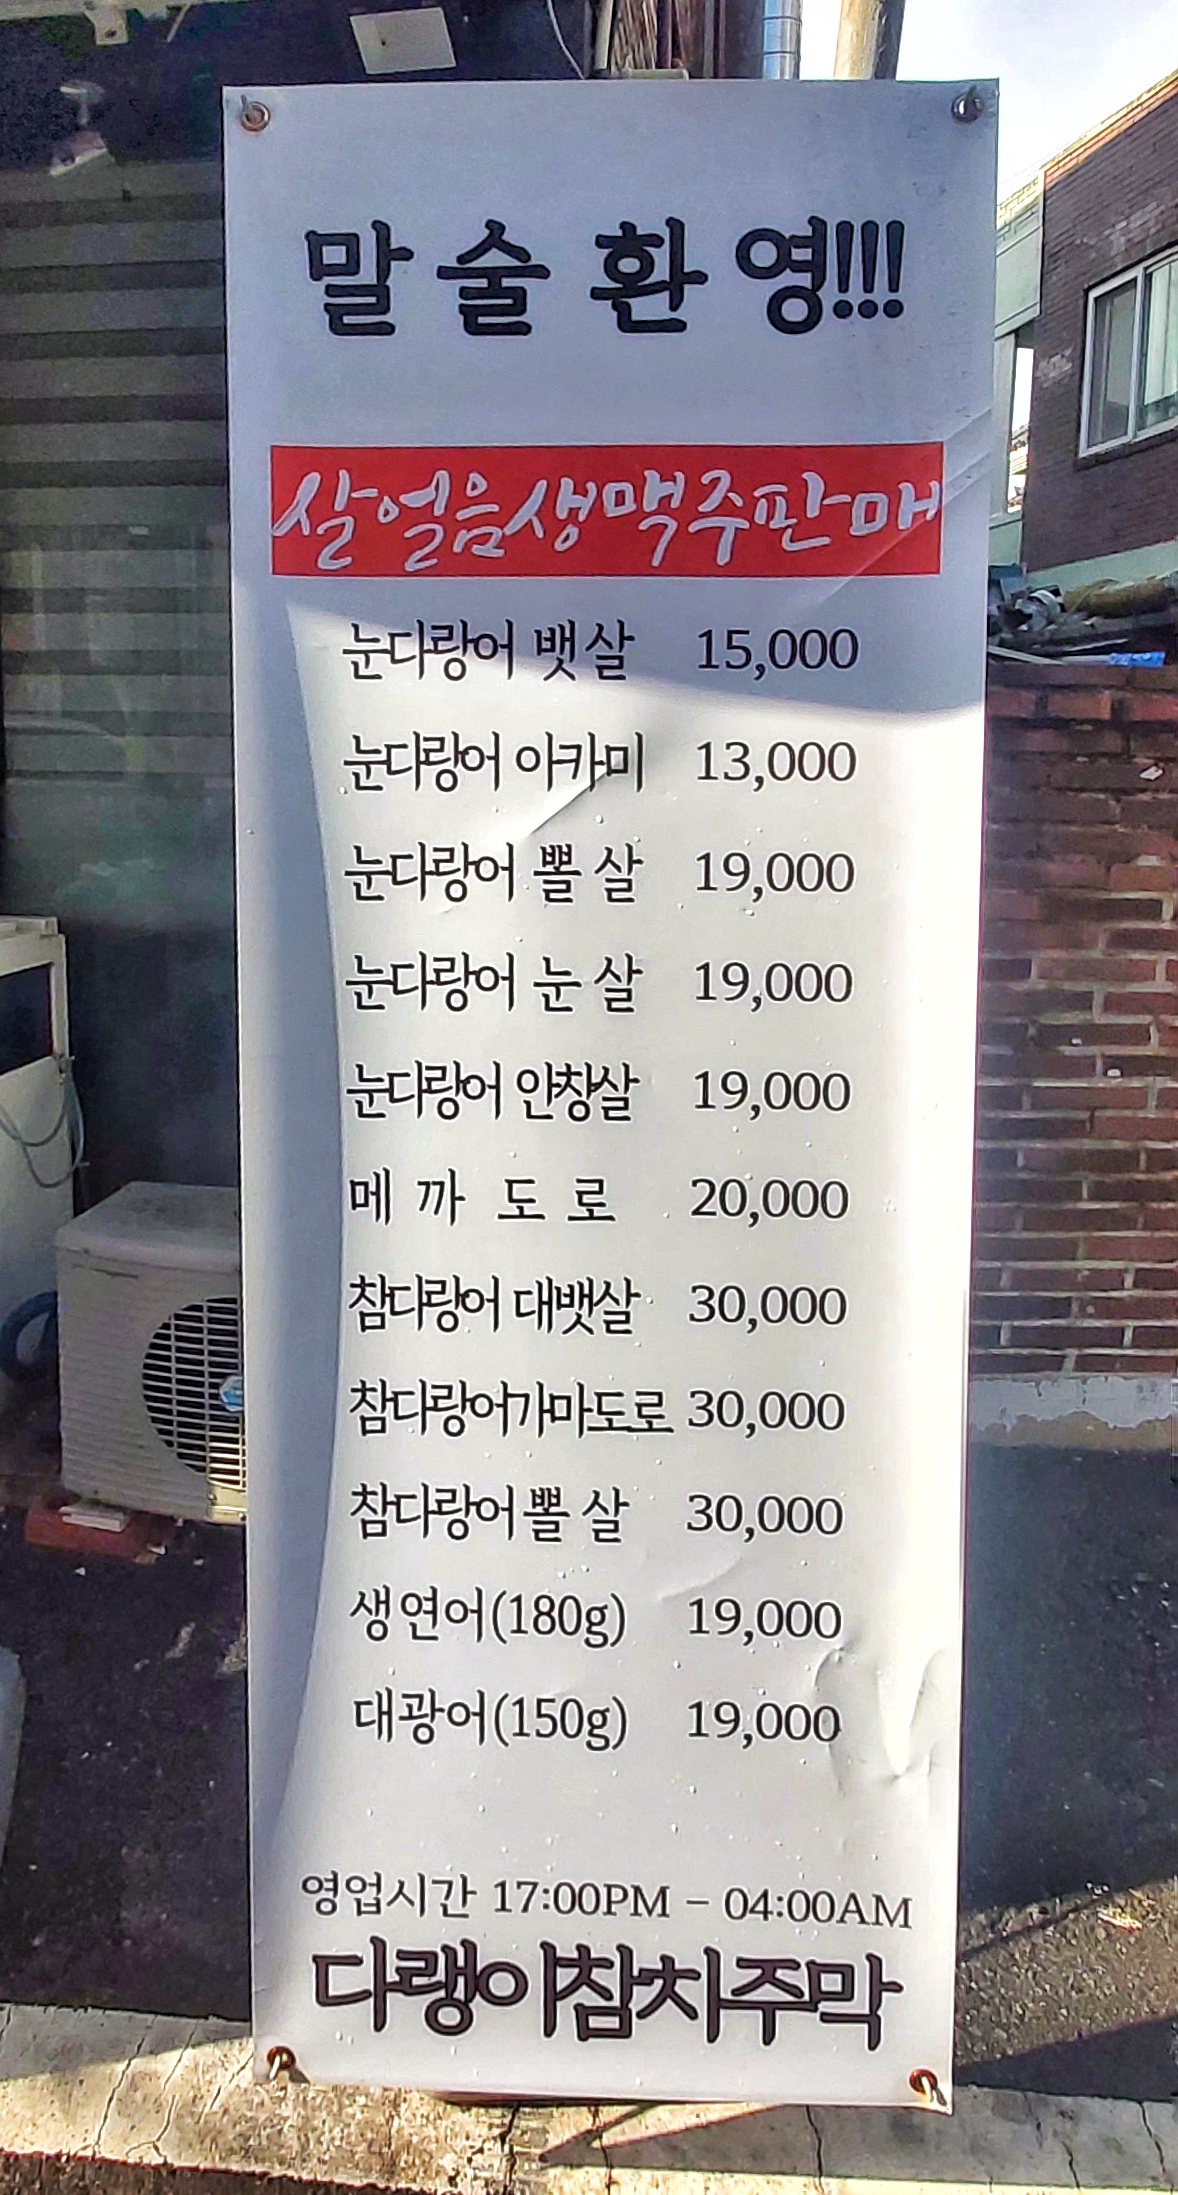 말 술 환 영!!!
살얼음생맥주판매
눈다랑어 뱃살 15,000
눈다랑어 아카미 13,000
눈다랑어 뽈 살 19,000
눈다랑어 눈 살 19,000
눈다랑어 안창살 19,000
메 까 도 로 20,000
참다랑어 대뱃살 30,000
참다랑어가마도로 30,000
참다랑어 뽈 살 30,000
생연어(180g) 19,000
대광어(150g) 19,000
영업시간 17:00PM - 04:00AM
다랭이참치주막